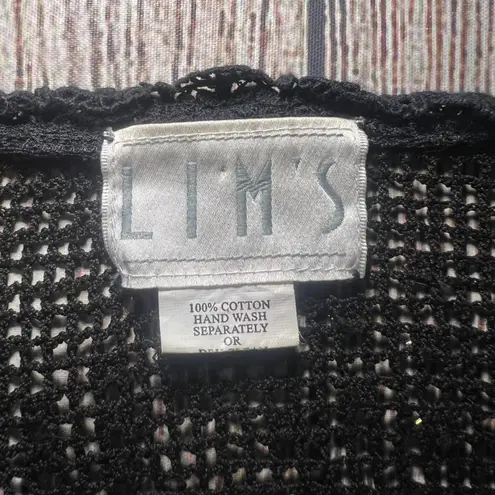 LIM'S
100% COTTON
HAND WASH
SEPARATELY
OR